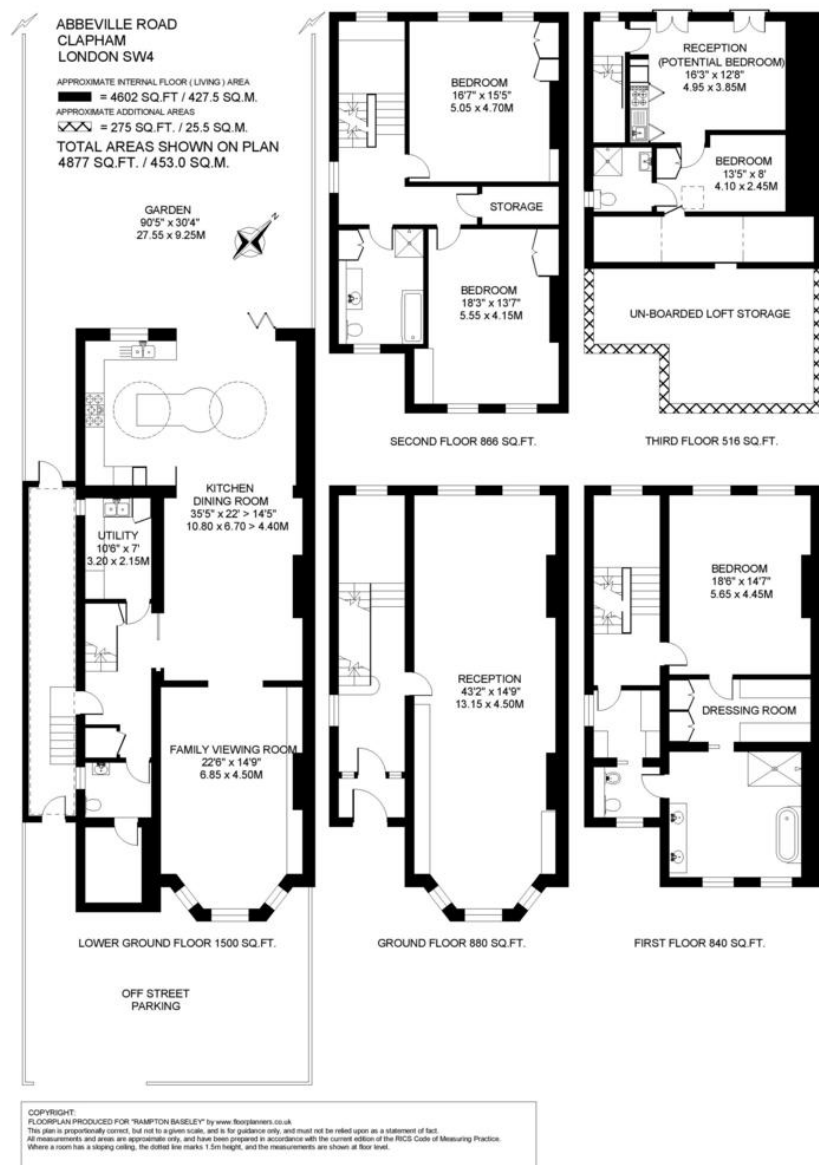 ABBEVILLE ROAD
CLAPHAM
LONDON SW4
APPROXIMATE INTERNAL FLOOR ( LIVING ) AREA
= 4602 SQ.FT / 427.5 SQ.M.
APPROXIMATE ADDITIONAL AREAS
= 275 SQ.FT. / 25.5 SQ.M.
TOTAL AREAS SHOWN ON PLAN
4877 SQ.FT. / 453.0 SQ.M.
GARDEN
90'5" x 30'4"
27.55 x 9.25M
N
BEDROOM
16'7" x 15'5"
5.05 x 4.70M
STORAGE
BEDROOM
18'3" x 13'7"
5.55 x 4.15M
SECOND FLOOR 866 SQ.FT.
RECEPTION
(POTENTIAL BEDROOM)
16'3" x 12'8"
4.95 x 3.85M
BEDROOM
13'5" x 8'
4.10 x 2.45M
UN-BOARDED LOFT STORAGE
THIRD FLOOR 516 SQ.FT.
KITCHEN
DINING ROOM
35'5" x 22' > 14'5"
10.80 x 6.70 > 4.40M
UTILITY
10'6" x 7'
3.20 x 2.15M
FAMILY VIEWING ROOM
22'6" x 14'9"
6.85 x 4.50M
LOWER GROUND FLOOR 1500 SQ.FT.
OFF STREET
PARKING
RECEPTION
43'2" x 14'9"
13.15 x 4.50M
GROUND FLOOR 880 SQ.FT.
BEDROOM
18'6" x 14'7"
5.65 x 4.45M
DRESSING ROOM
FIRST FLOOR 840 SQ.FT.
COPYRIGHT:
FLOORPLAN PRODUCED FOR "RAMPTON BASELEY" by www.floorplanners.co.uk
This plan is proportionally correct, but not to a given scale, and is for guidance only, and must not be relied upon as a statement of fact.
All measurements and areas are approximate only, and have been prepared in accordance with the current edition of the RICS Code of Measuring Practice.
Where a room has a sloping ceiling, the dotted line marks 1.5m height, and the measurements are shown at floor level.